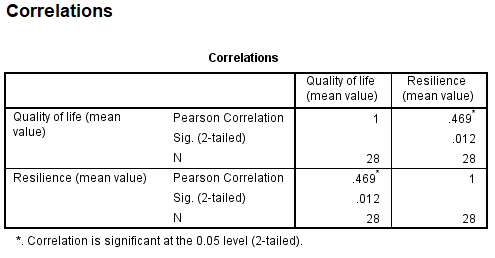 Correlations
Correlations
Quality of life (mean value) Resilience (mean value)
Quality of life (mean value) Pearson Correlation 1 .469*
Sig. (2-tailed) .012
N 28 28
Resilience (mean value) Pearson Correlation .469* 1
Sig. (2-tailed) .012
N 28 28
*. Correlation is significant at the 0.05 level (2-tailed).